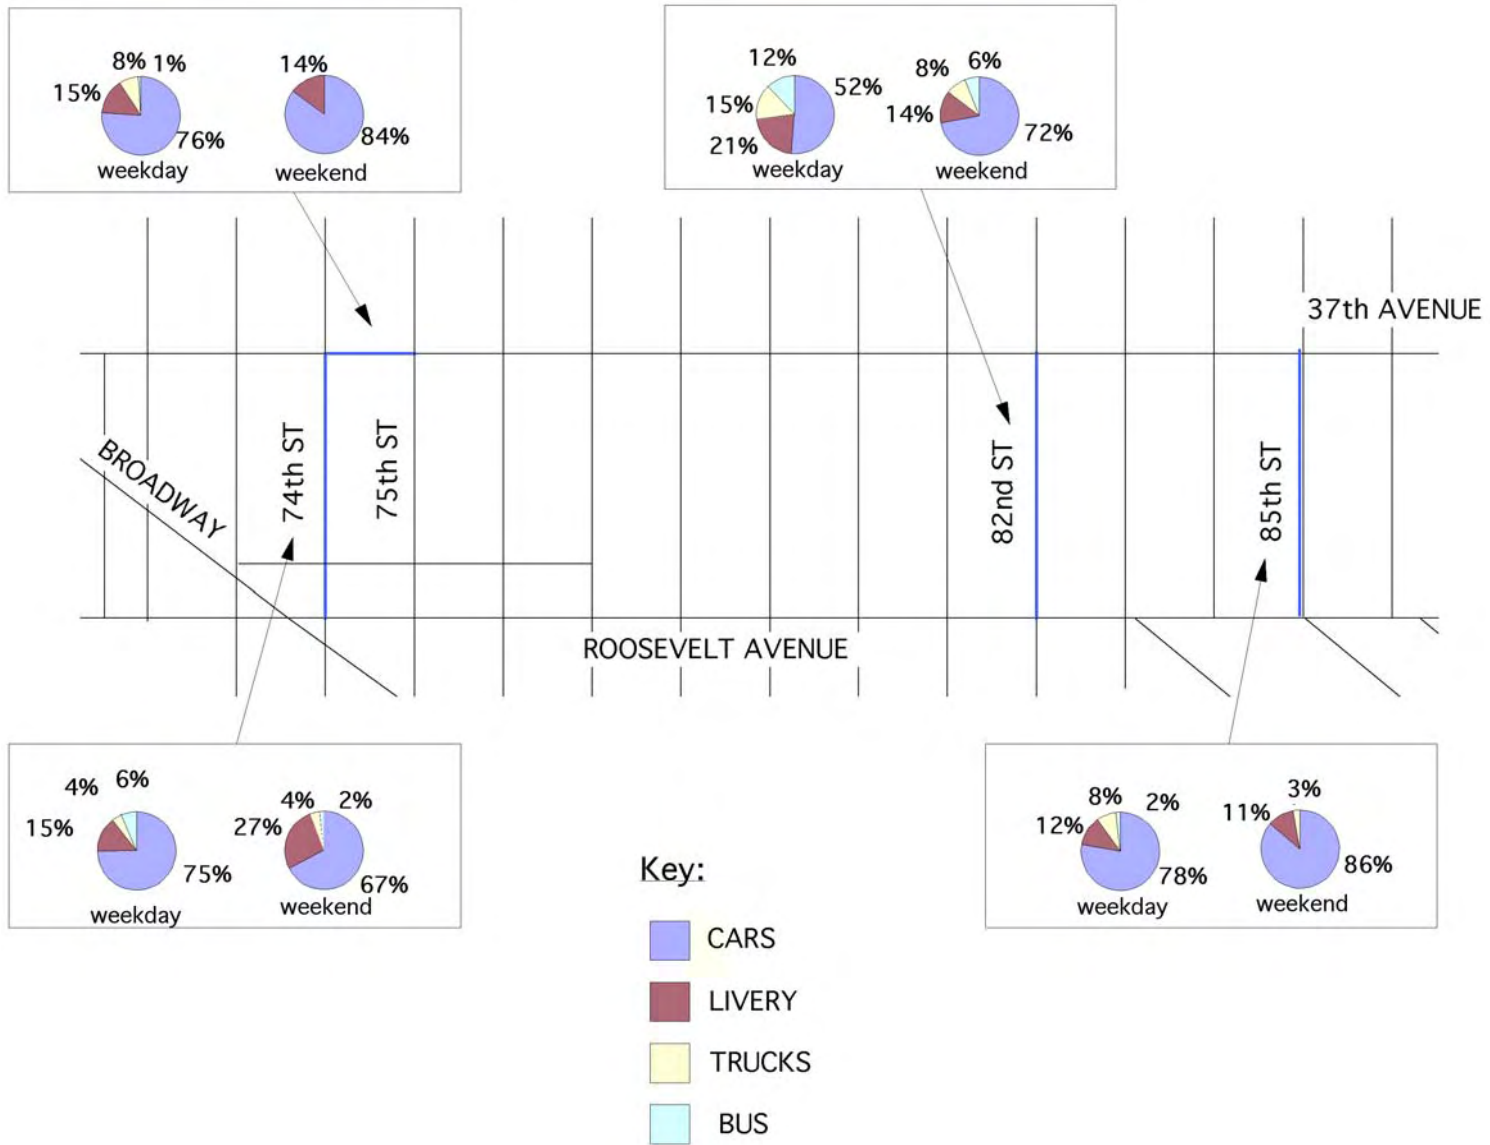 8% 1%
15%
76%
weekday
14%
84%
weekend
12%
52%
15%
21%
weekday
8% 6%
14%
72%
weekend
37th AVENUE
BROADWAY
74th ST
75th ST
82nd ST
85th ST
ROOSEVELT AVENUE
4% 6%
15%
75%
weekday
4% 2%
27%
67%
weekend
8% 2%
12%
78%
weekday
3%
11%
86%
weekend
Key:
CARS
LIVERY
TRUCKS
BUS